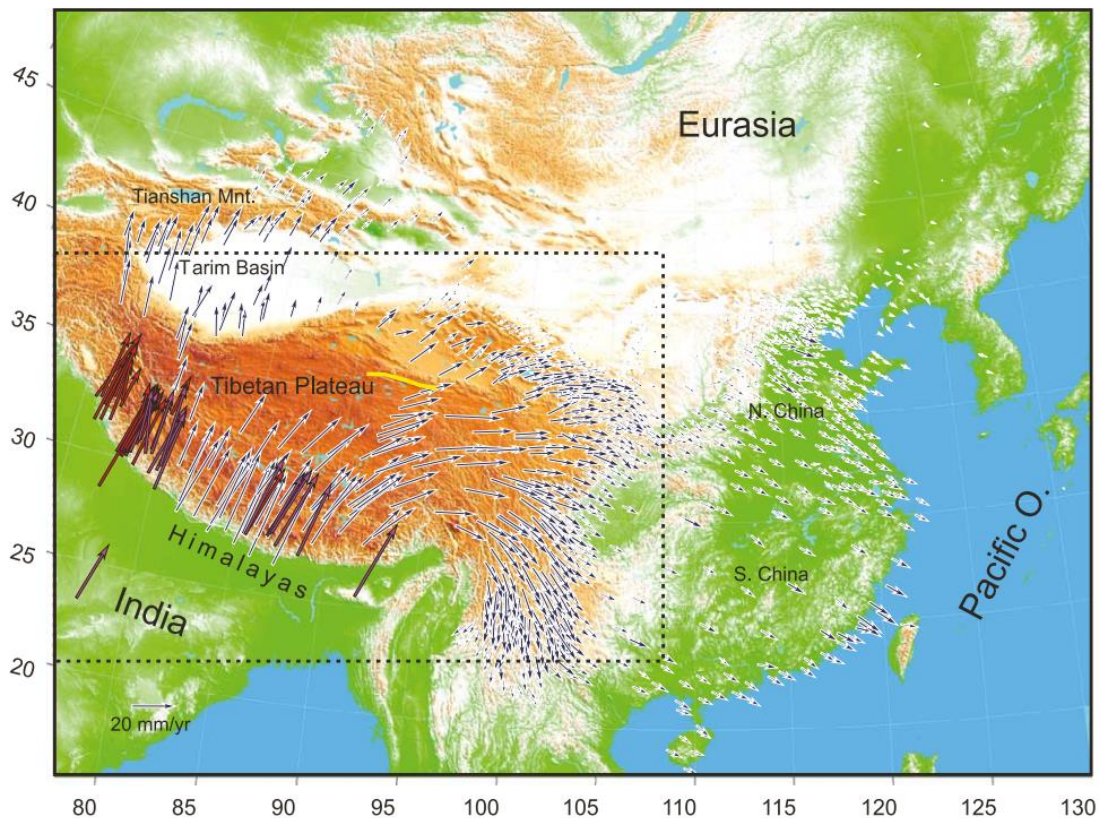 45
Eurasia
Tianshan Mnt.
40
Tarim Basin
35
Tibetan Plateau
N. China
30
Pacific O.
Himalayas
25
S. China
India
20
20 mm/yr
80 85 90 95 100 105 110 115 120 125 130